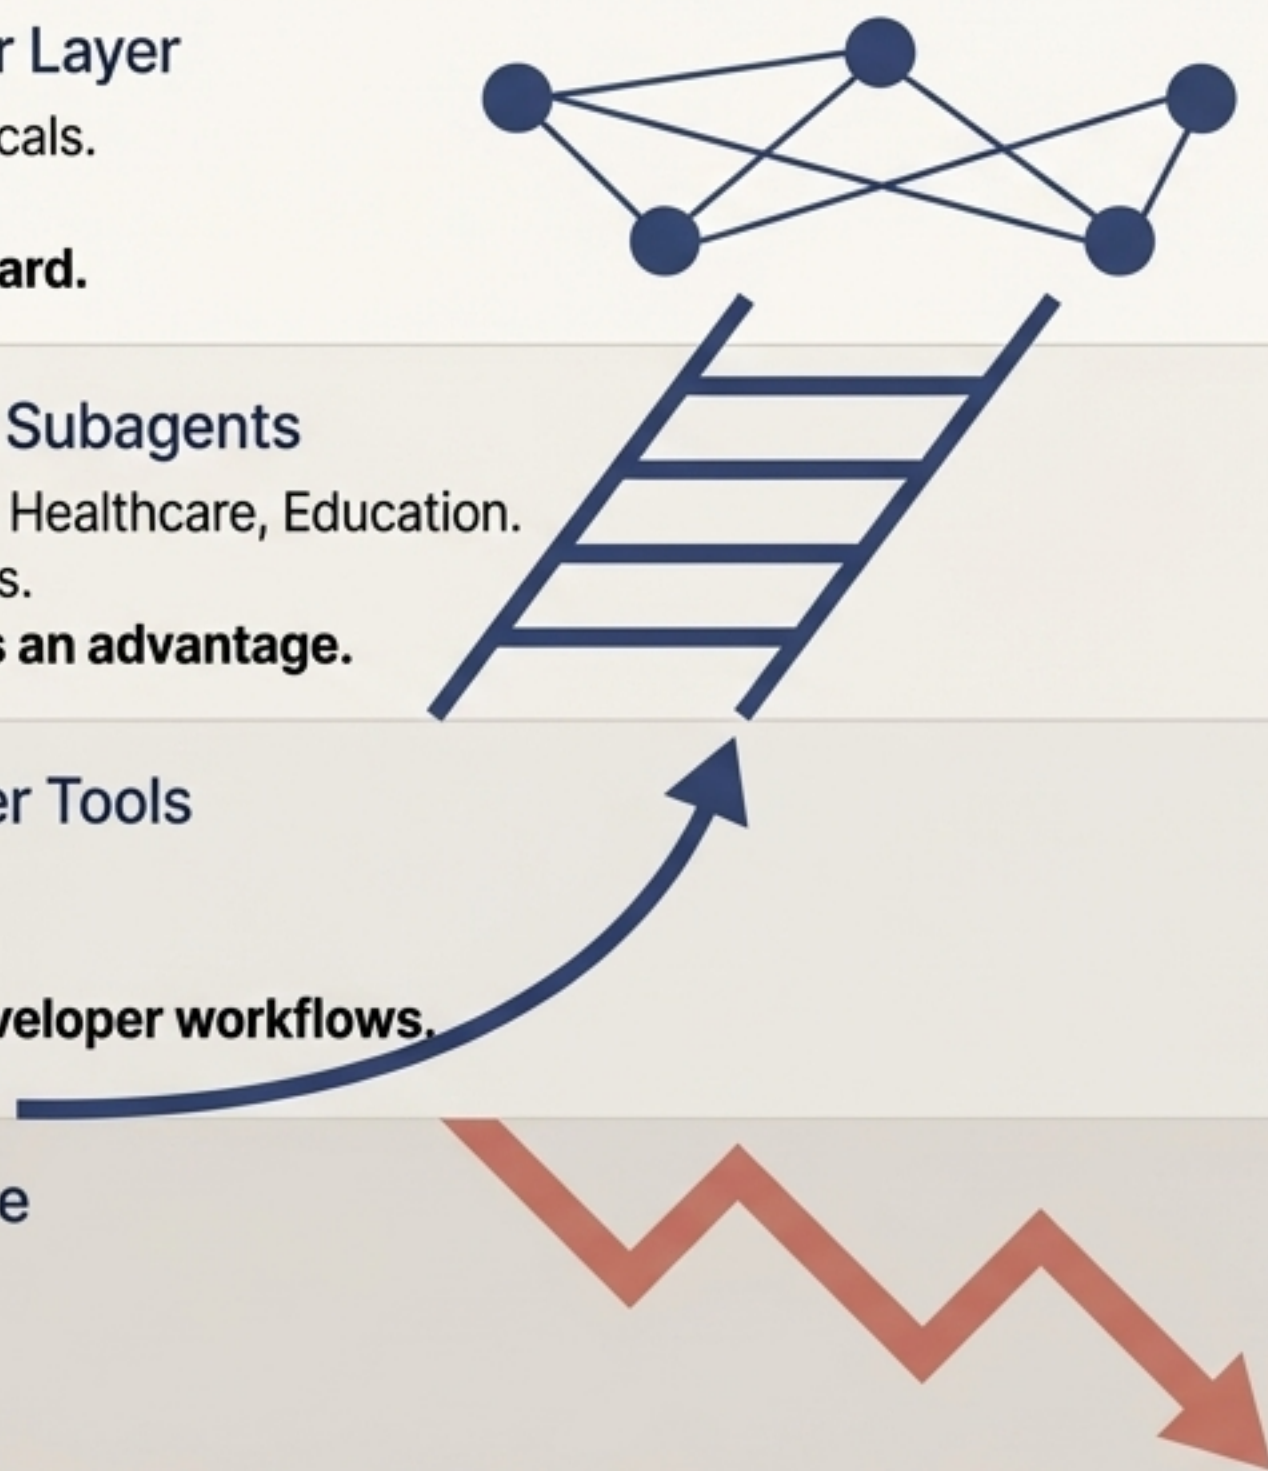 r Layer
cals.
ard.
Subagents
Healthcare, Education.
s.
s an advantage.
er Tools
veloper workflows.
e